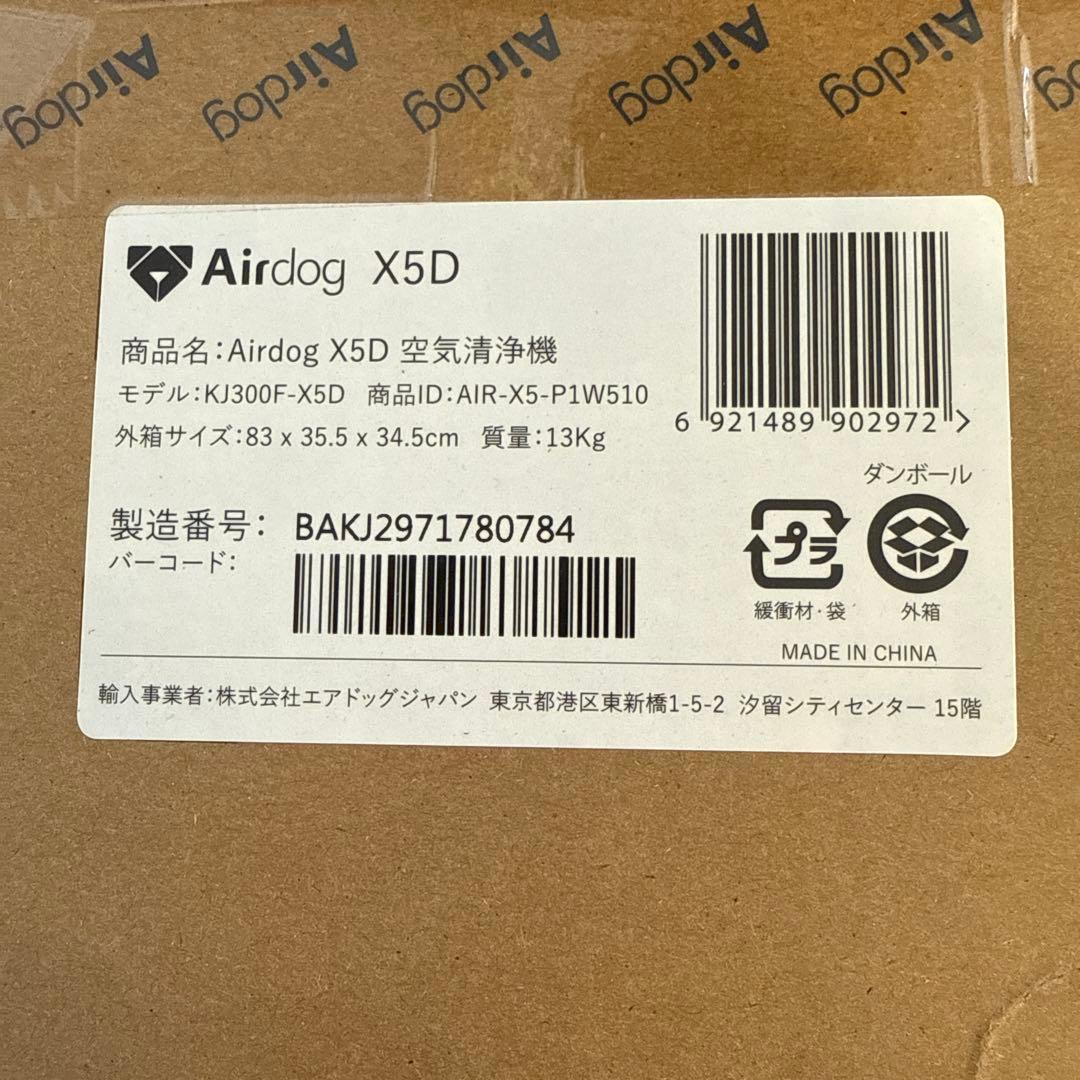 Airdog Airdog Airdog Airdog Airdog
Airdog X5D
商品名:Airdog X5D 空気清浄機
モデル:KJ300F-X5D 商品ID:AIR-X5-P1W510
外箱サイズ:83 x 35.5 x 34.5cm 質量:13Kg
6 921489 902972 >
製造番号: BAKJ2971780784
バーコード:
ダンボール
プラ
緩衝材・袋 外箱
MADE IN CHINA
輸入事業者:株式会社エアドッグジャパン 東京都港区東新橋1-5-2 汐留シティセンター 15階